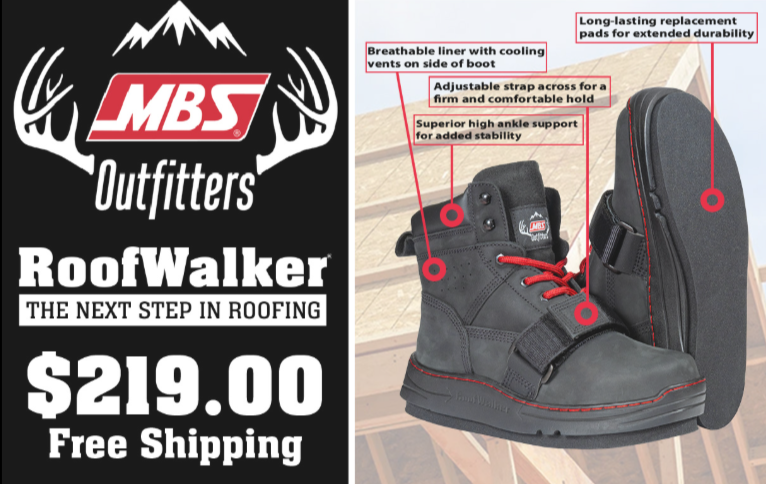 MBS
Outfitters
RoofWalker
THE NEXT STEP IN ROOFING
$219.00
Free Shipping
Long-lasting replacement
pads for extended durability
Breathable liner with cooling
vents on side of boot
Adjustable strap across for a
firm and comfortable hold
Superior high ankle support
for added stability
MBS
Outfitters